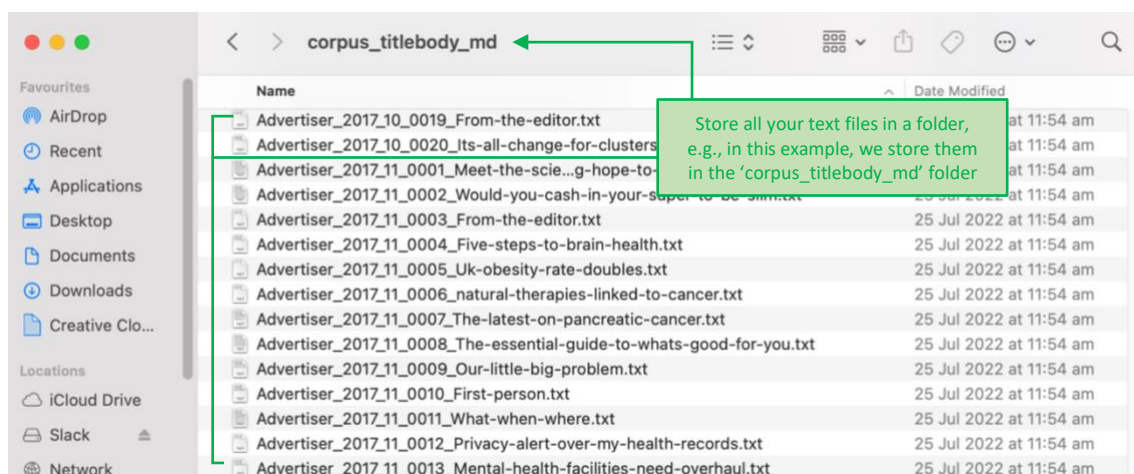 corpus_titlebody_md
Favourites
AirDrop
Recent
Applications
Desktop
Documents
Downloads
Creative Clo...
Locations
iCloud Drive
Slack
Network
Name
Date Modified
Advertiser_2017_10_0019_From-the-editor.txt
at 11:54 am
Advertiser_2017_10_0020_Its-all-change-for-clusters
at 11:54 am
Advertiser_2017_11_0001_Meet-the-scie...g-hope-to-
at 11:54 am
Store all your text files in a folder,
e.g., in this example, we store them
in the ‘corpus_titlebody_md’ folder
Advertiser_2017_11_0002_Would-you-cash-in-your-super-to-be-slim.txt
25 Jul 2022 at 11:54 am
Advertiser_2017_11_0003_From-the-editor.txt
25 Jul 2022 at 11:54 am
Advertiser_2017_11_0004_Five-steps-to-brain-health.txt
25 Jul 2022 at 11:54 am
Advertiser_2017_11_0005_Uk-obesity-rate-doubles.txt
25 Jul 2022 at 11:54 am
Advertiser_2017_11_0006_natural-therapies-linked-to-cancer.txt
25 Jul 2022 at 11:54 am
Advertiser_2017_11_0007_The-latest-on-pancreatic-cancer.txt
25 Jul 2022 at 11:54 am
Advertiser_2017_11_0008_The-essential-guide-to-whats-good-for-you.txt
25 Jul 2022 at 11:54 am
Advertiser_2017_11_0009_Our-little-big-problem.txt
25 Jul 2022 at 11:54 am
Advertiser_2017_11_0010_First-person.txt
25 Jul 2022 at 11:54 am
Advertiser_2017_11_0011_What-when-where.txt
25 Jul 2022 at 11:54 am
Advertiser_2017_11_0012_Privacy-alert-over-my-health-records.txt
25 Jul 2022 at 11:54 am
Advertiser_2017_11_0013_Mental-health-facilities-need-overhaul.txt
25 Jul 2022 at 11:54 am